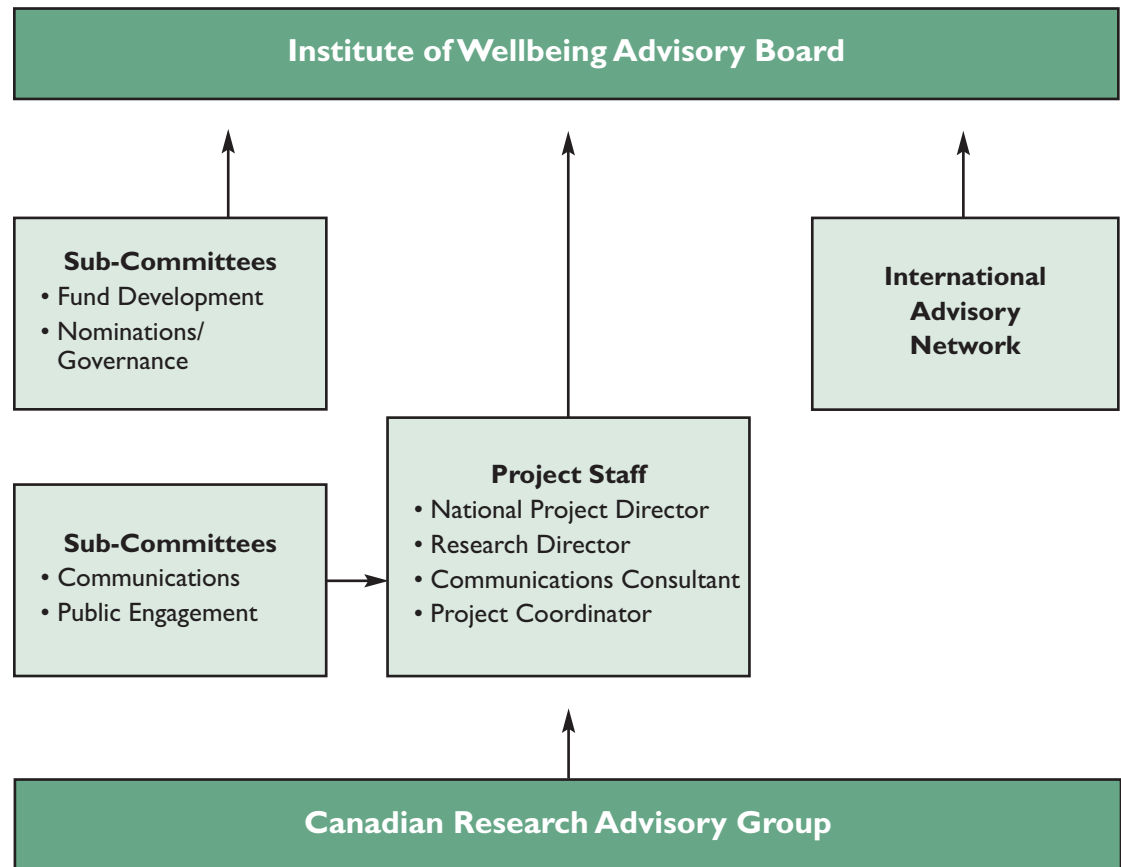 Institute of Wellbeing Advisory Board
Sub-Committees
• Fund Development
• Nominations/
Governance
International
Advisory
Network
Sub-Committees
• Communications
• Public Engagement
Project Staff
• National Project Director
• Research Director
• Communications Consultant
• Project Coordinator
Canadian Research Advisory Group